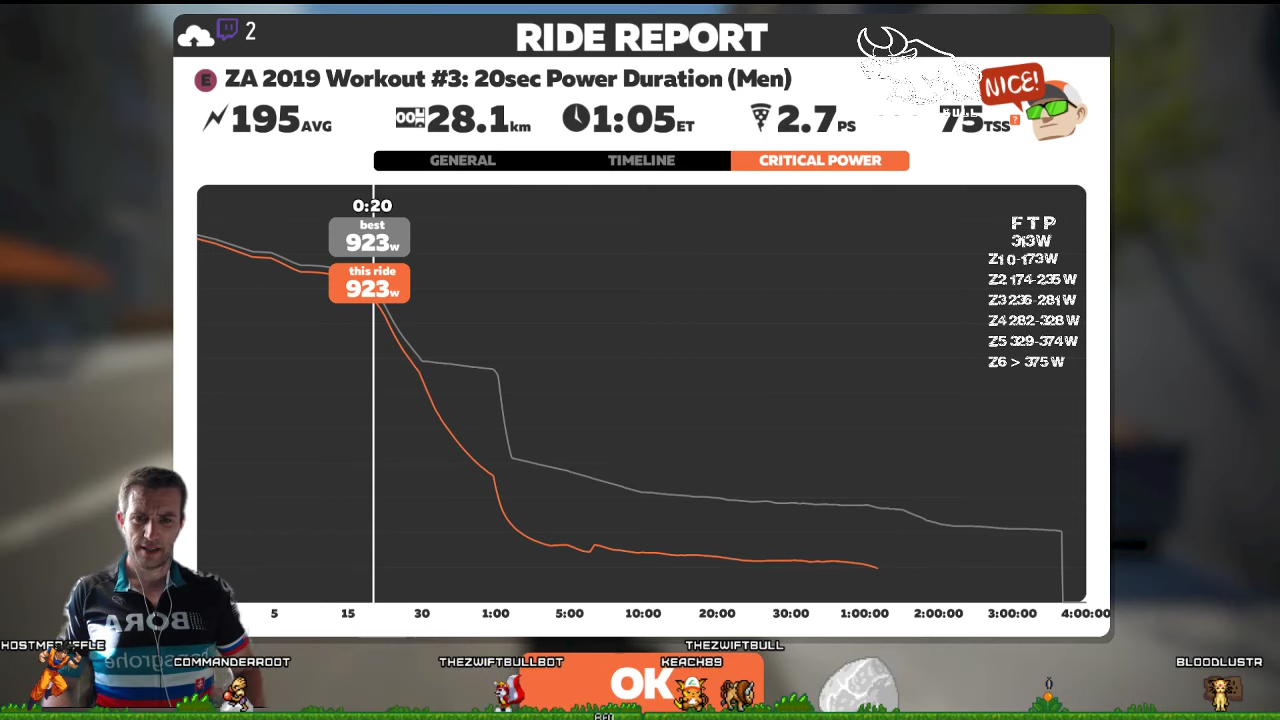 2
RIDE REPORT
E ZA 2019 Workout #3: 20sec Power Duration (Men)
NICE!
195AVG 28.1km 1:05ET 2.7PS 75TSS ?
BULL
GENERAL TIMELINE CRITICAL POWER
0:20
best
923w
this ride
923w
FTP
313W
Z1 0-173W
Z2 174-235W
Z3 236-281W
Z4 282-328W
Z5 329-374W
Z6 > 375W
5 15 30 1:00 5:00 10:00 20:00 30:00 1:00:00 2:00:00 3:00:00 4:00:00
BORA
hansgrohe
THEZWIFTBULL
COMMANDERROOT THEZWIFTBULLBOT KEACH89 BLOODLUSTR
OK